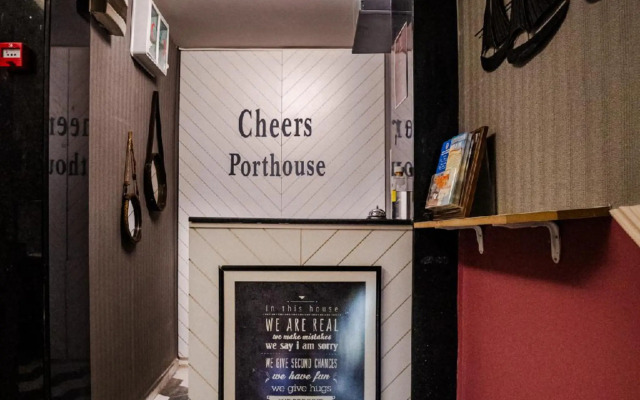 Cheers
Porthouse
in this house
WE ARE REAL
we make mistakes
we say i am sorry
WE GIVE SECOND CHANCES
we have fun
we give hugs